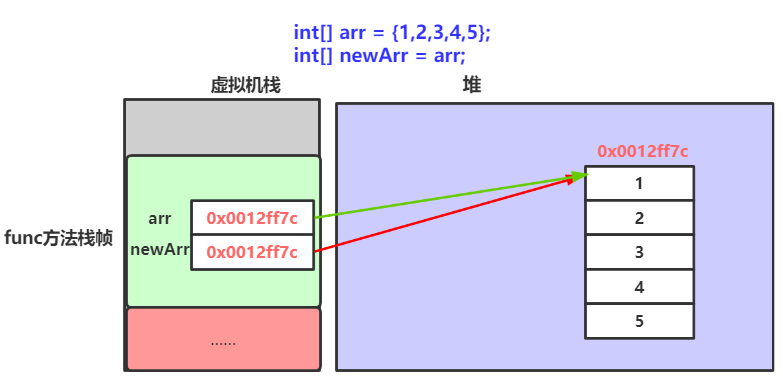 int[] arr = {1,2,3,4,5};
int[] newArr = arr;
虚拟机栈
堆
0x0012ff7c
1
arr 0x0012ff7c
2
func方法栈帧
newArr 0x0012ff7c
3
4
5
......